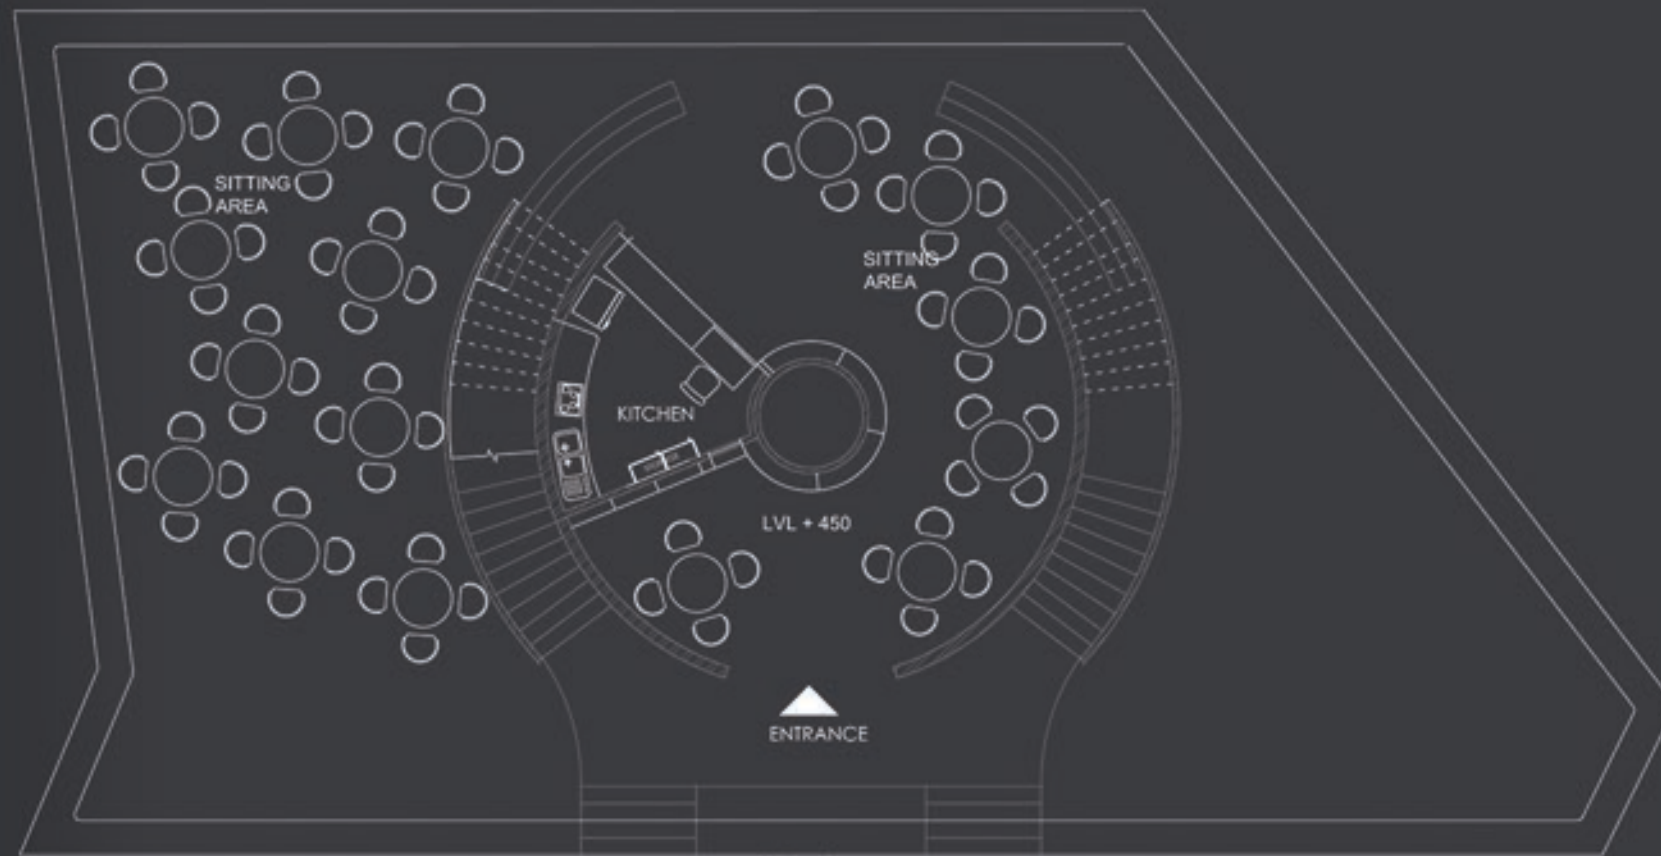 SITTING
AREA
SITTING
AREA
KITCHEN
LVL + 450
ENTRANCE